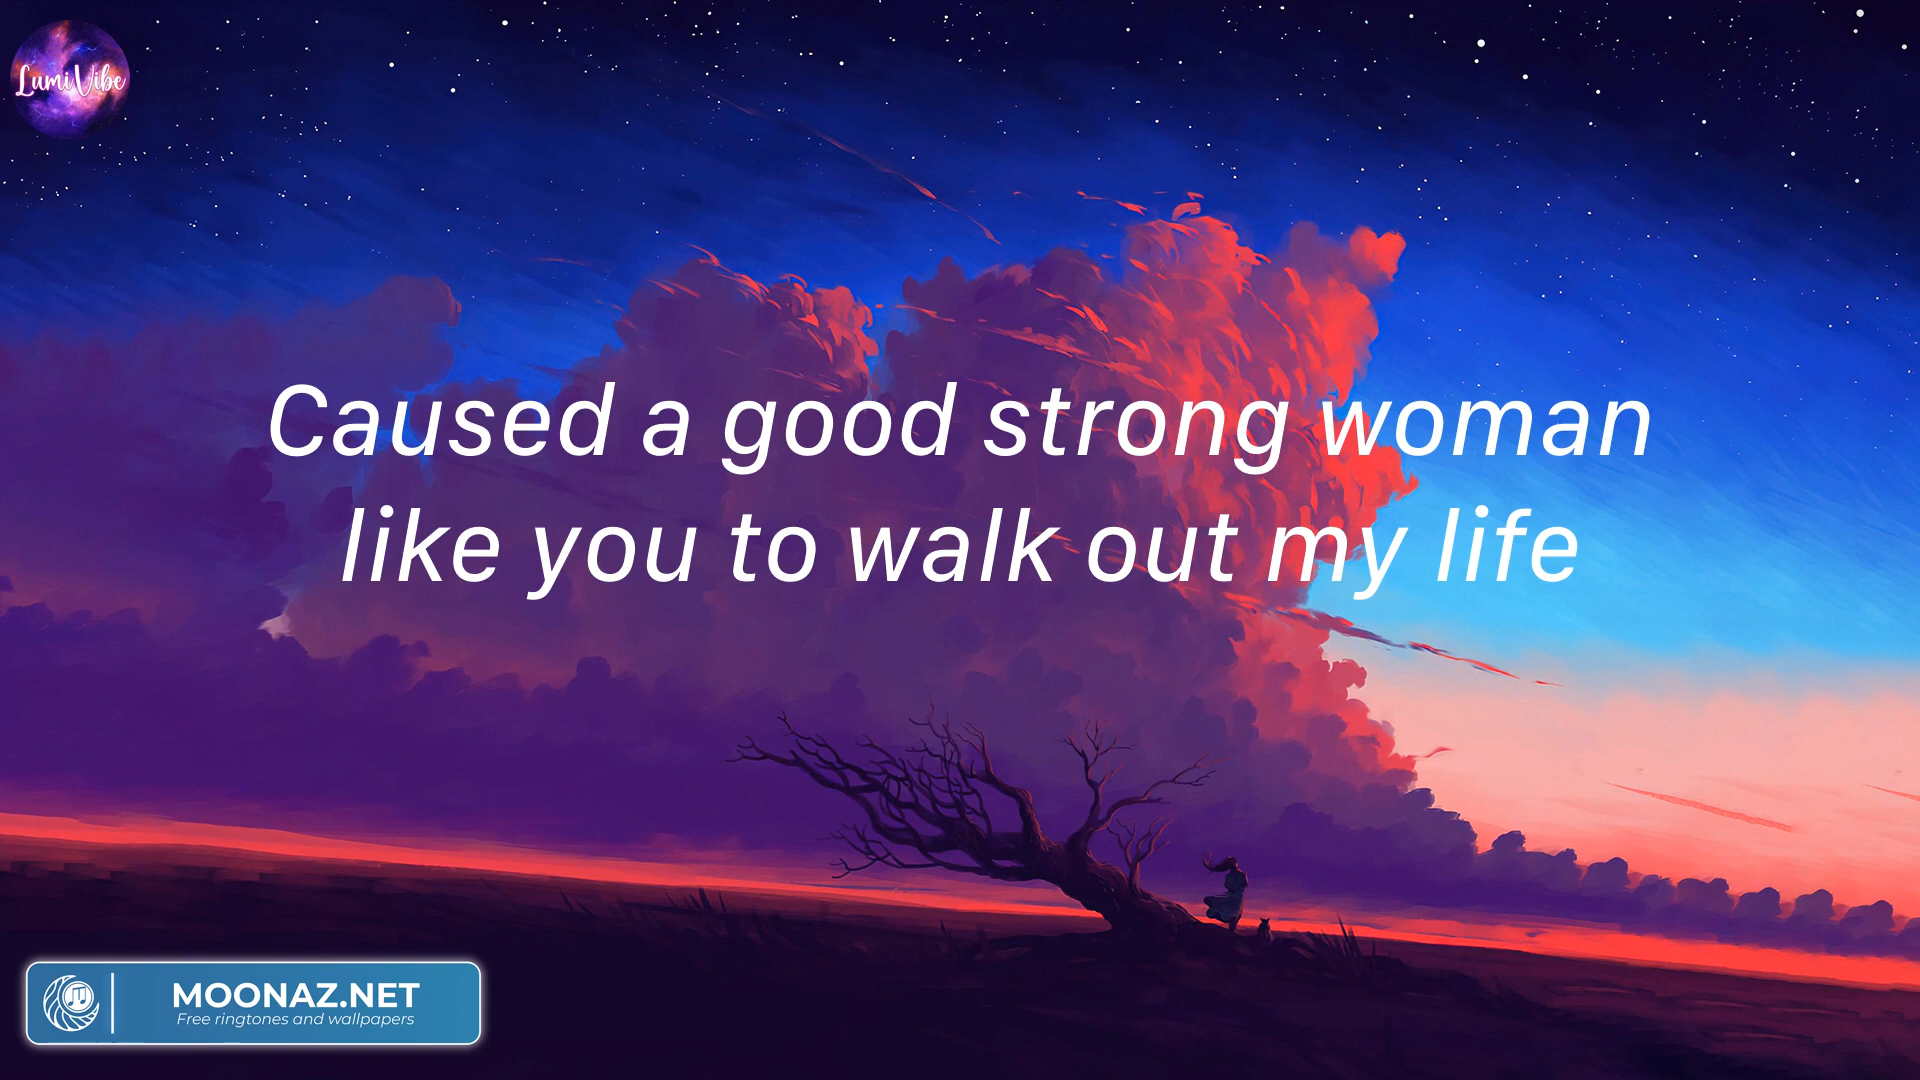 LumiVibe
Caused a good strong woman
like you to walk out my life
MOONAZ.NET
Free ringtones and wallpapers